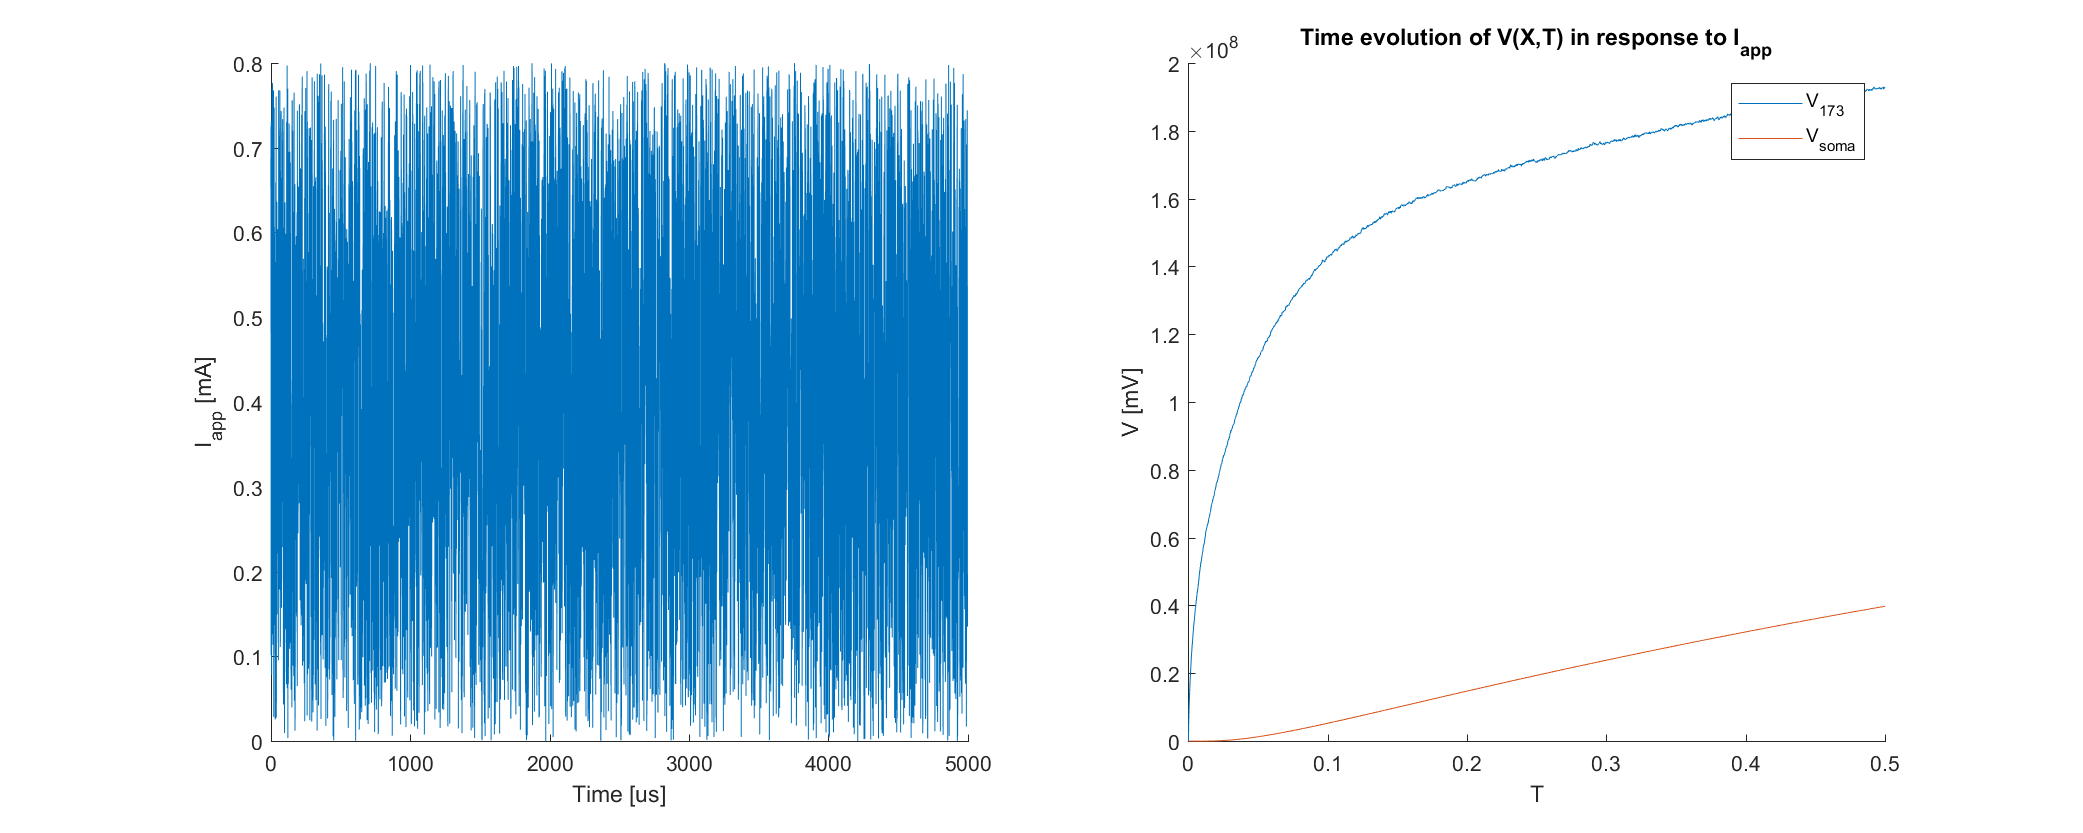 0.8
0.7
0.6
0.5
0.4
0.3
0.2
0.1
0
I_app [mA]
0 1000 2000 3000 4000 5000
Time [us]
Time evolution of V(X,T) in response to I_app
×10^8
2
1.8
1.6
1.4
1.2
1
0.8
0.6
0.4
0.2
0
V [mV]
V_173
V_soma
0 0.1 0.2 0.3 0.4 0.5
T